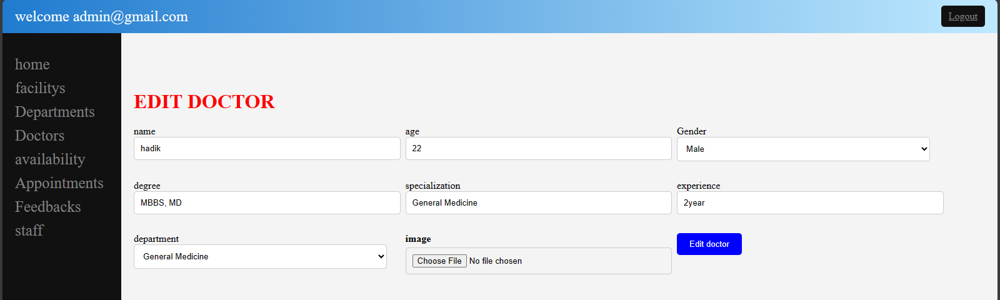 welcome admin@gmail.com
Logout
home
facilitys
Departments
Doctors
availability
Appointments
Feedbacks
staff
EDIT DOCTOR
name
age
Gender
hadik
22
Male
degree
specialization
experience
MBBS, MD
General Medicine
2year
department
image
Edit doctor
General Medicine
Choose File No file chosen